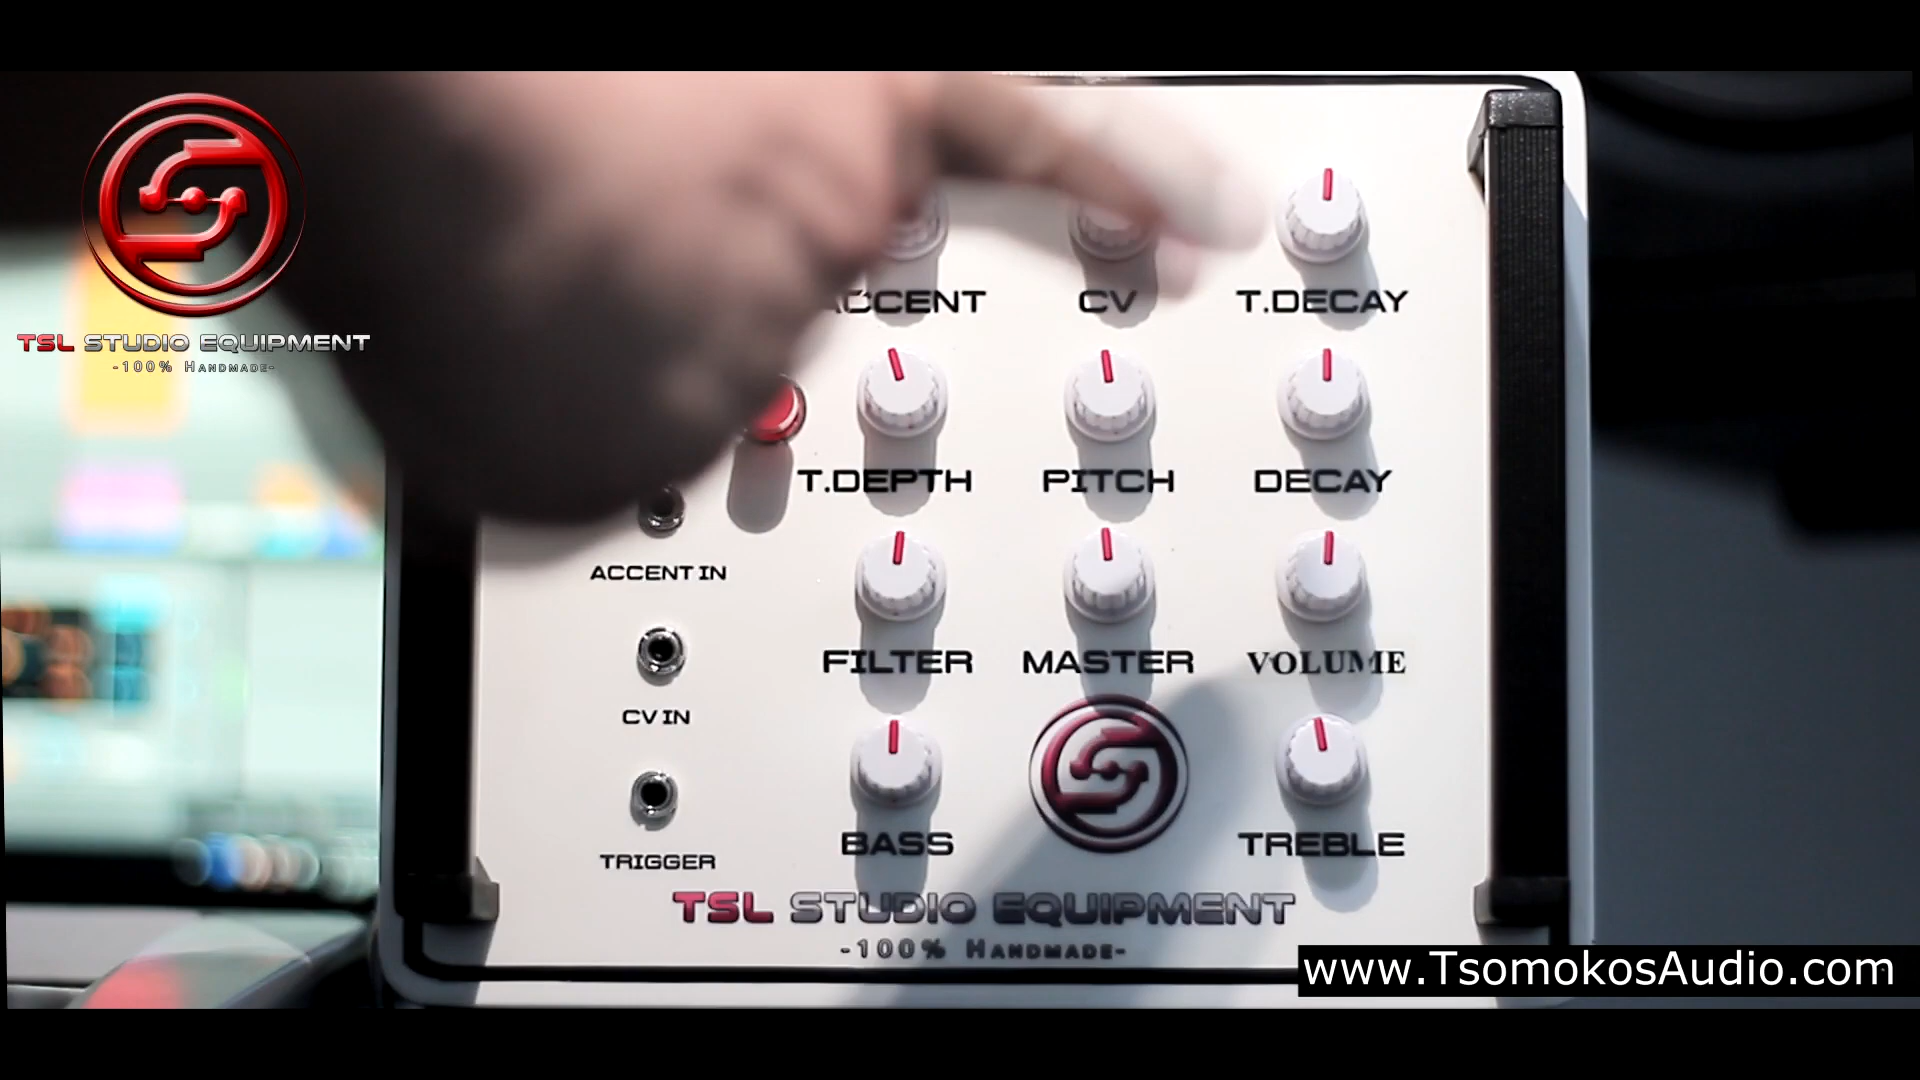 TSL STUDIO EQUIPMENT
-100% HANDMADE-
ACCENT CV T.DECAY
T.DEPTH PITCH DECAY
ACCENT IN
FILTER MASTER VOLUME
CV IN
BASS TREBLE
TRIGGER
TSL STUDIO EQUIPMENT
-100% HANDMADE-
www.TsomokosAudio.com